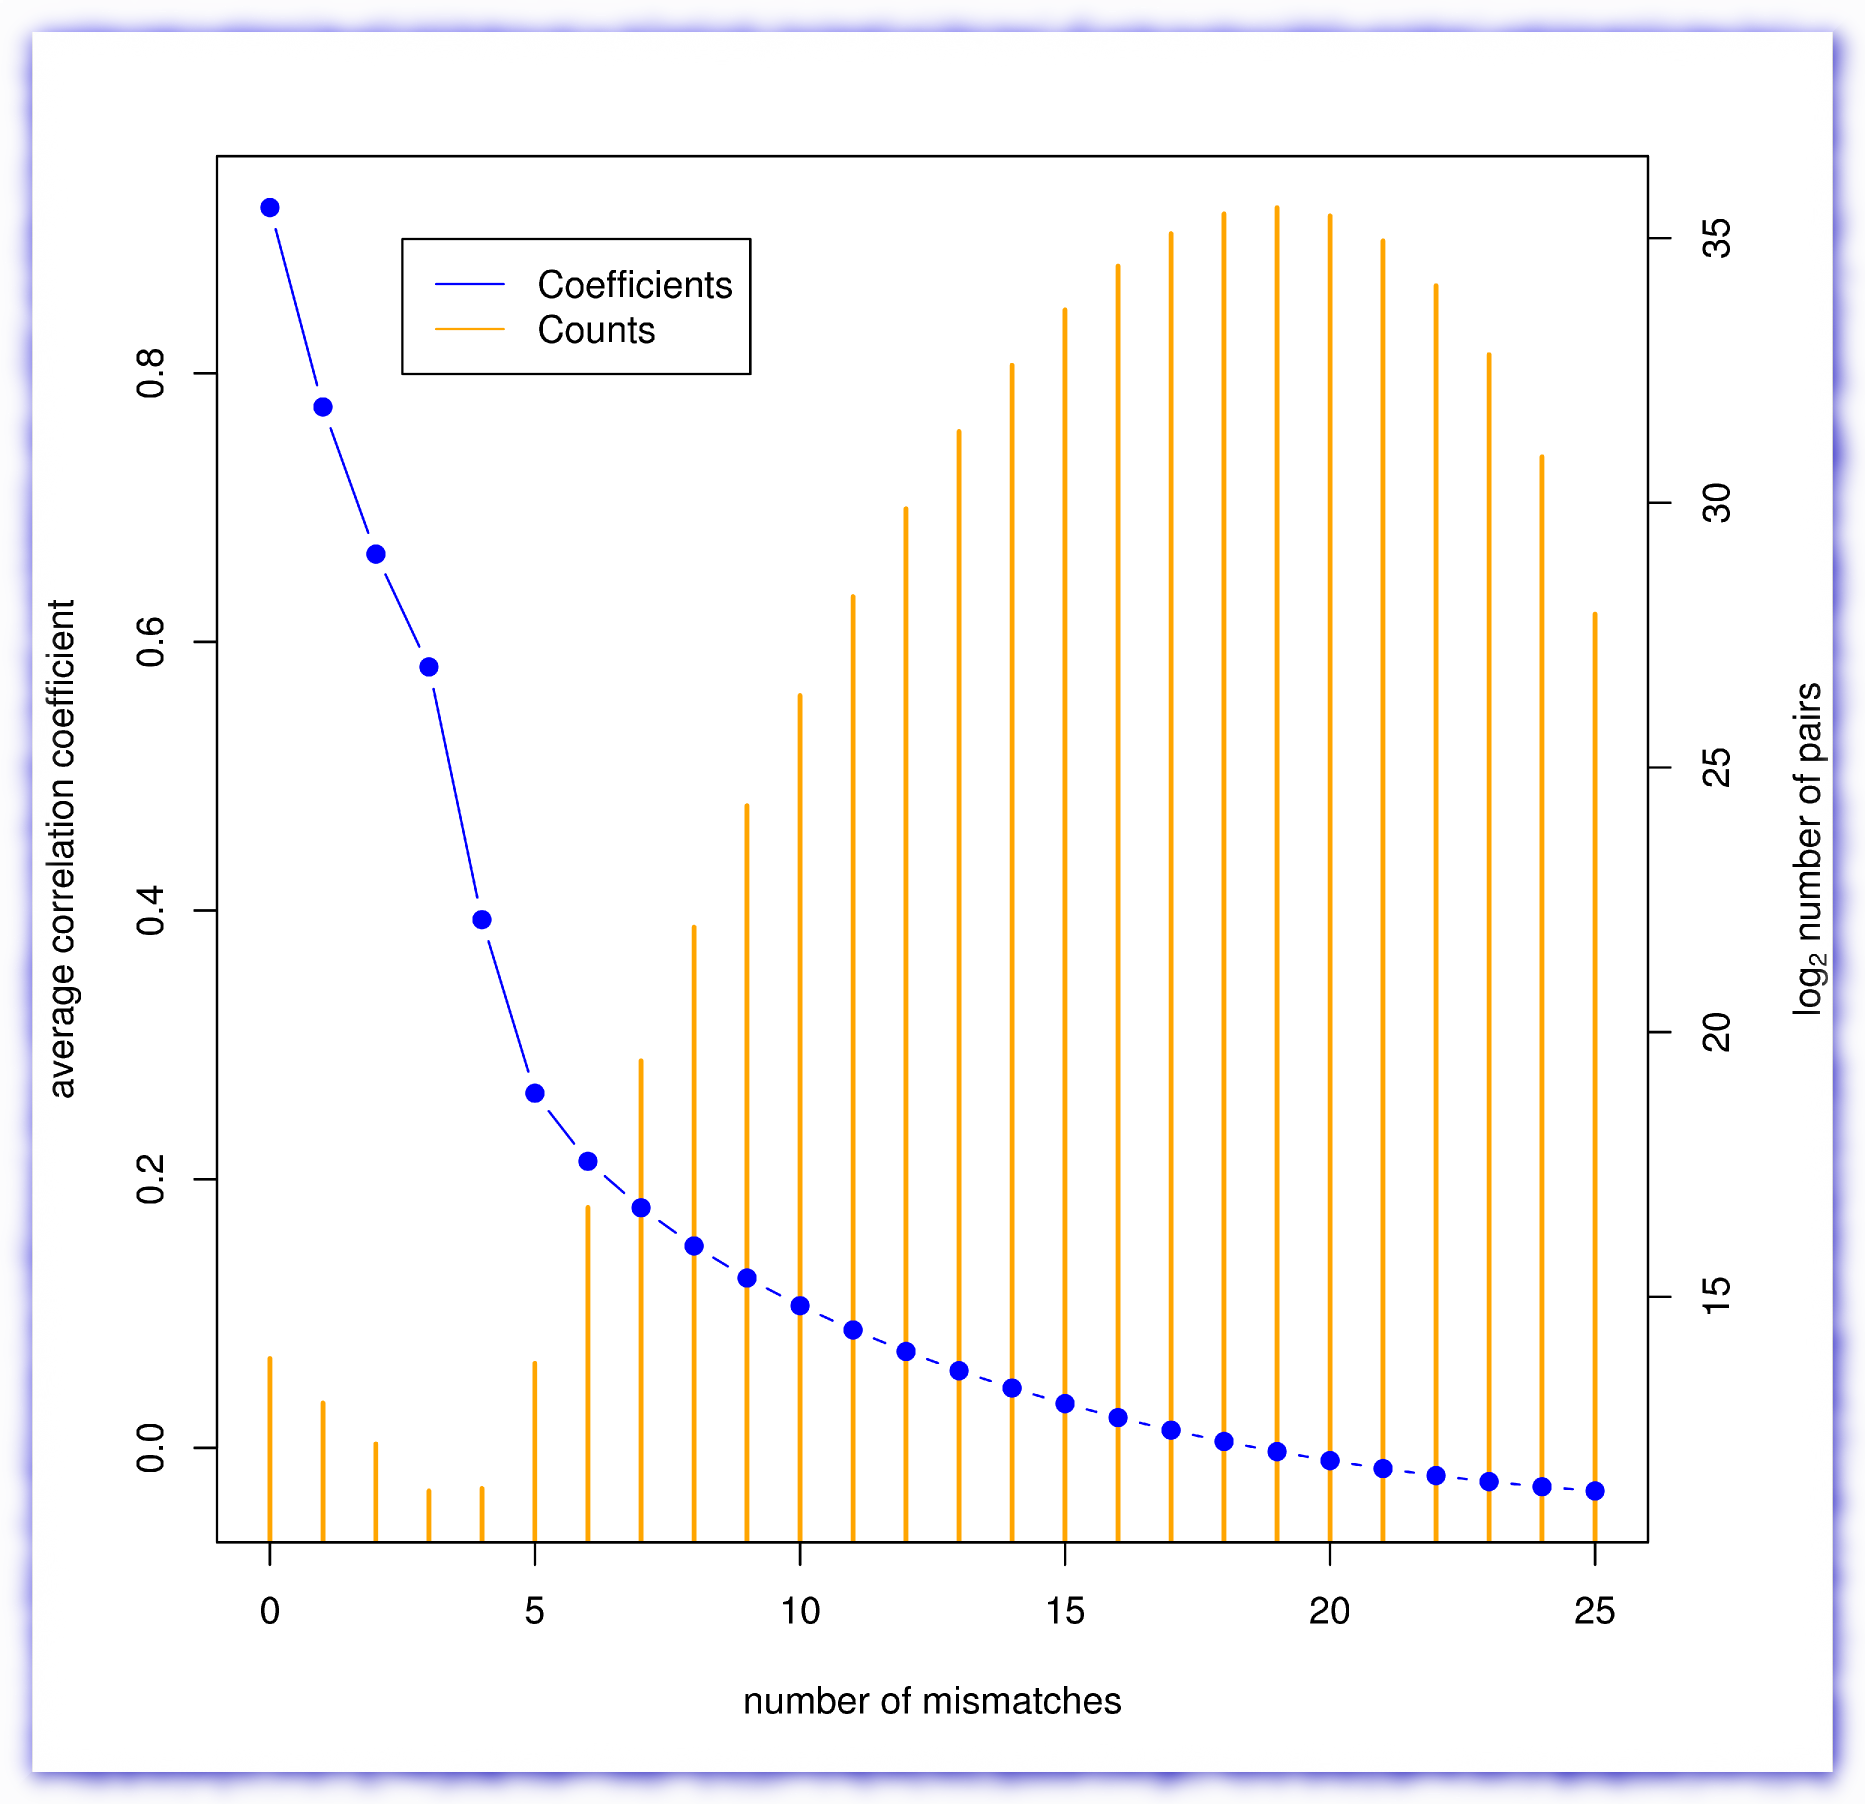 Coefficients
Counts
average correlation coefficient
0.8
0.6
0.4
0.2
0.0
35
30
25
20
15
log₂ number of pairs
0 5 10 15 20 25
number of mismatches